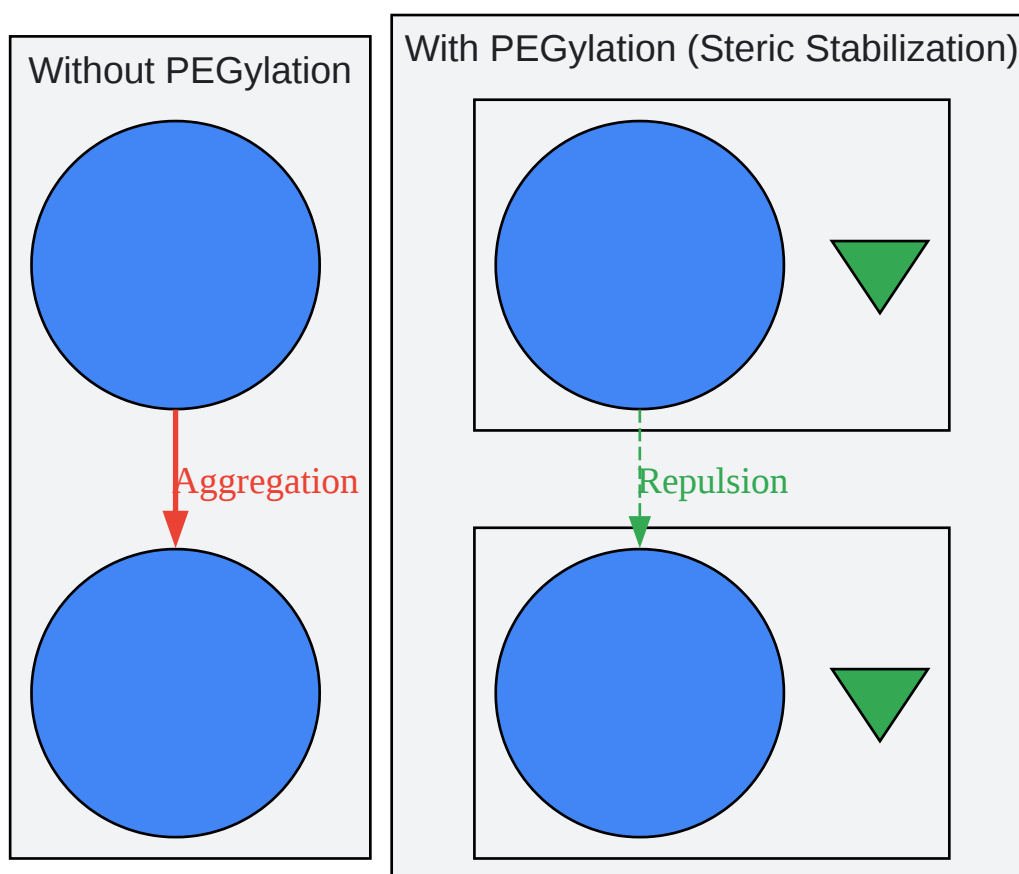 Without PEGylation
With PEGylation (Steric Stabilization)
Aggregation
Repulsion